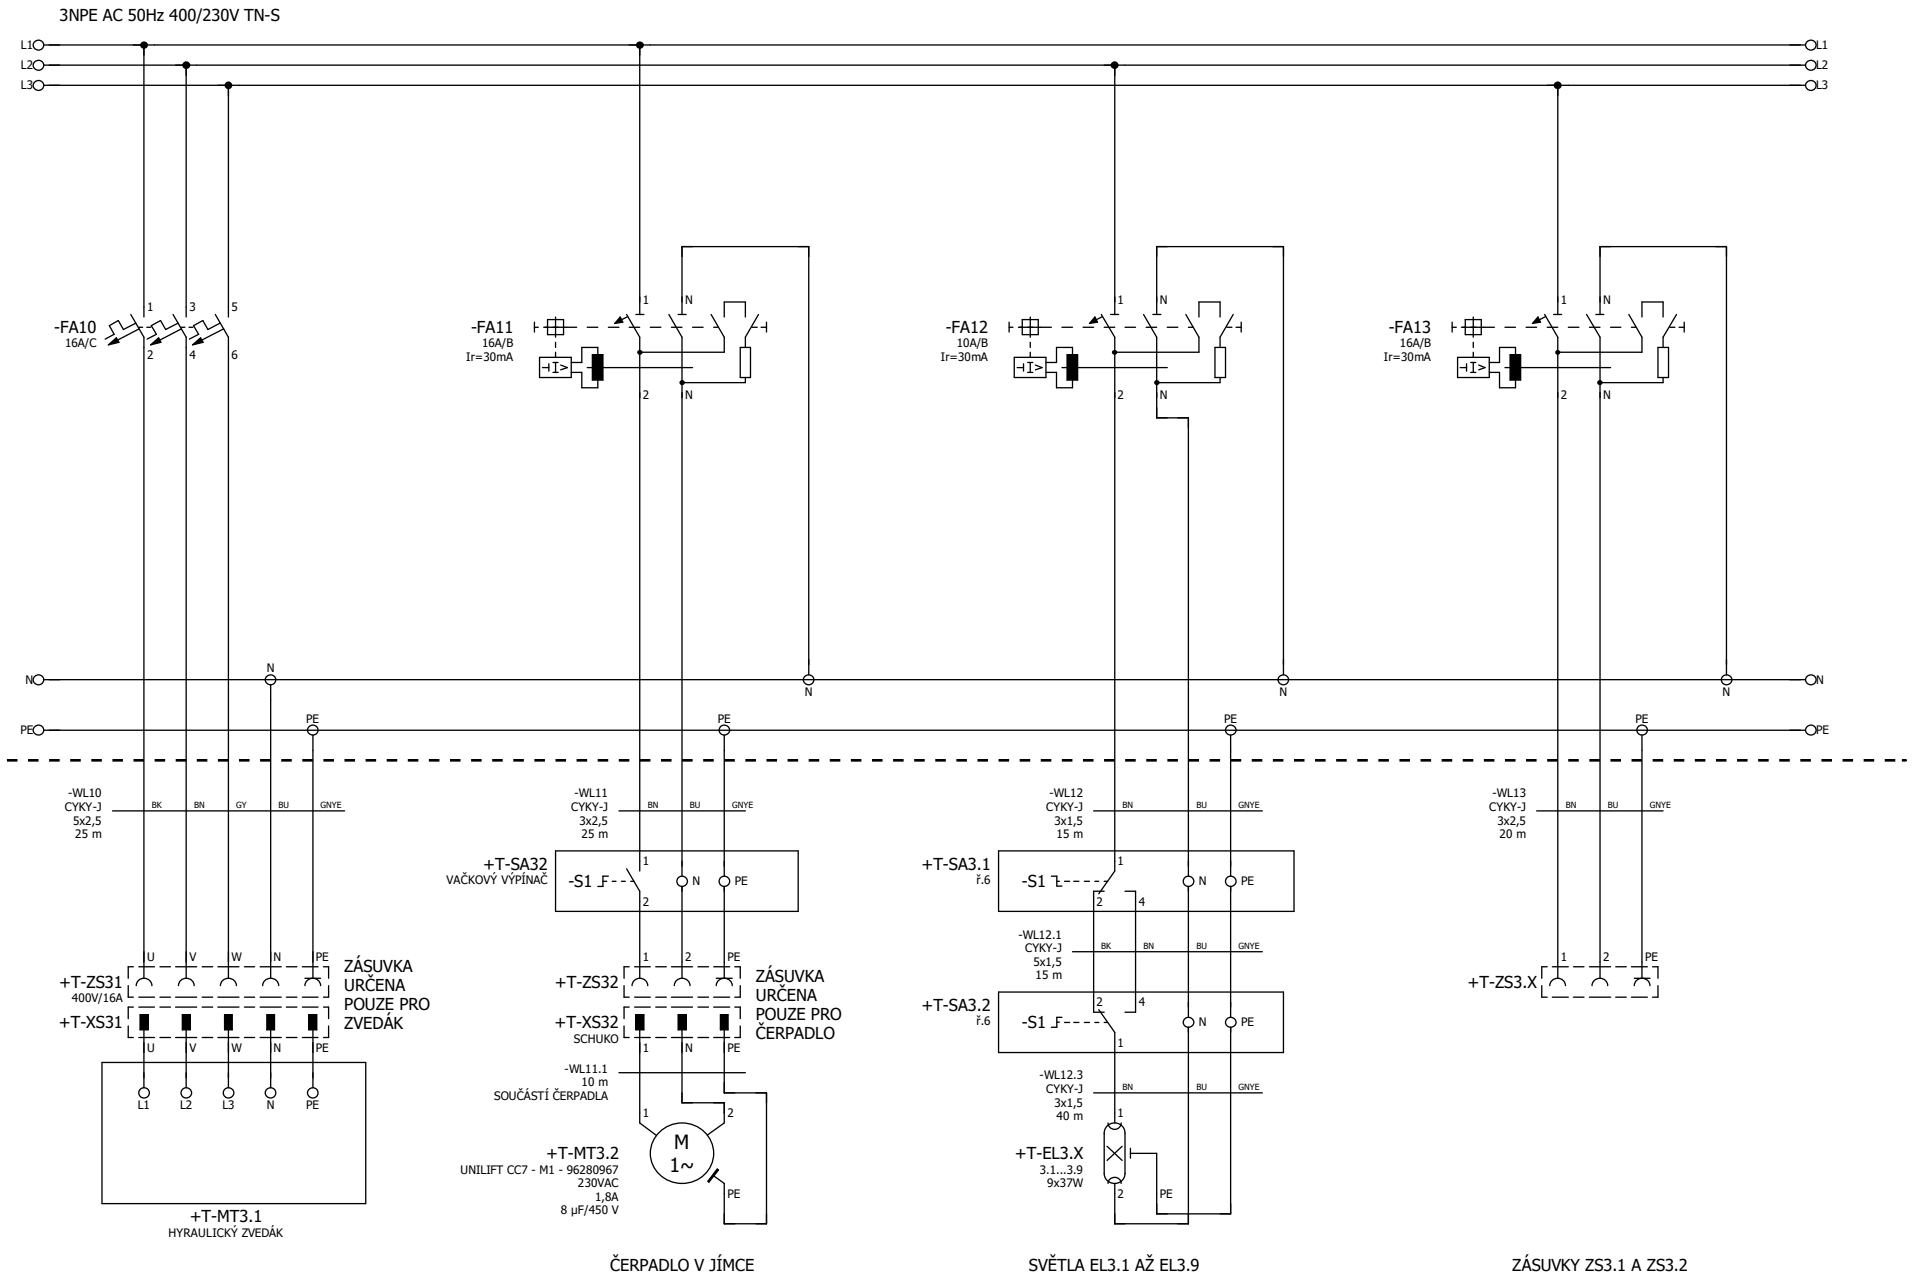 3NPE AC 50Hz 400/230V TN-S
L1 L1
L2 L2
L3 L3
1 3 5
-FA10
16A/C
2 4 6
1 N
-FA11
16A/B
Ir=30mA
I>
2 N
1 N
-FA12
10A/B
Ir=30mA
I>
2 N
1 N
-FA13
16A/B
Ir=30mA
I>
2 N
N N
N
N N N
PE PE
PE PE PE PE
-WL10
CYKY-J
5x2,5
25 m
BK BN GY BU GNYE
-WL11
CYKY-J
3x2,5
25 m
BN BU GNYE
-WL12
CYKY-J
3x1,5
15 m
BN BU GNYE
-WL13
CYKY-J
3x2,5
20 m
BN BU GNYE
+T-SA32
VAČKOVÝ VÝPÍNAČ
-S1
1
2
N PE
+T-SA3.1
ř.6
-S1
1
2 4
N PE
-WL12.1
CYKY-J
5x1,5
15 m
BK BN BU GNYE
+T-SA3.2
ř.6
-S1
2 4
1
N PE
-WL12.3
CYKY-J
3x1,5
40 m
BN BU GNYE
U V W N PE
+T-ZS31
400V/16A
+T-XS31
U V W N PE
ZÁSUVKA
URČENA
POUZE PRO
ZVEDÁK
L1 L2 L3 N PE
+T-MT3.1
HYRAULICKÝ ZVEDÁK
1 2 PE
+T-ZS32
+T-XS32
SCHUKO
1 N PE
ZÁSUVKA
URČENA
POUZE PRO
ČERPADLO
-WL11.1
10 m
SOUČÁSTÍ ČERPADLA
1 2
M
1~
PE
+T-MT3.2
UNILIFT CC7 - M1 - 96280967
230VAC
1,8A
8 µF/450 V
1
+T-EL3.X
3.1...3.9
9x37W
2 PE
1 2 PE
+T-ZS3.X
ČERPADLO V JÍMCE
SVĚTLA EL3.1 AŽ EL3.9
ZÁSUVKY ZS3.1 A ZS3.2